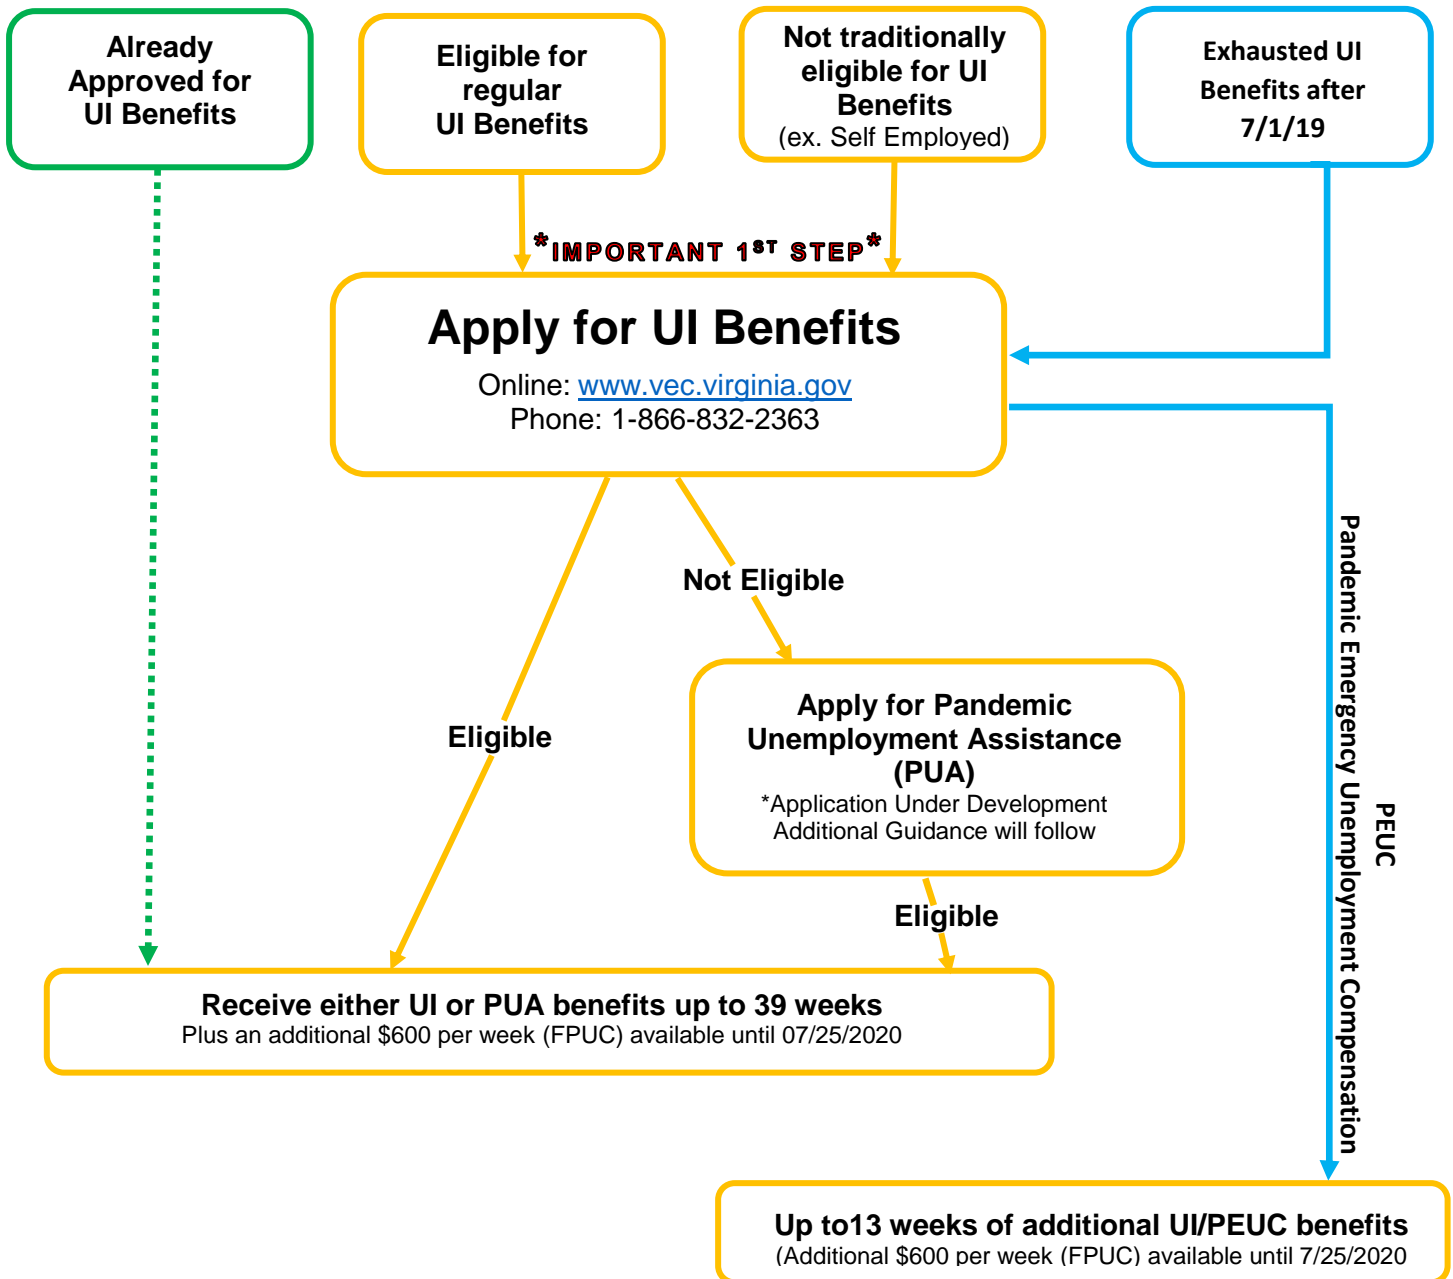 Already
Approved for
UI Benefits
Eligible for
regular
UI Benefits
Not traditionally
eligible for UI
Benefits
(ex. Self Employed)
Exhausted UI
Benefits after
7/1/19
*IMPORTANT 1ST STEP*
Apply for UI Benefits
Online: www.vec.virginia.gov
Phone: 1-866-832-2363
Not Eligible
Eligible
Apply for Pandemic
Unemployment Assistance
(PUA)
*Application Under Development
Additional Guidance will follow
Eligible
PEUC
Pandemic Emergency Unemployment Compensation
Receive either UI or PUA benefits up to 39 weeks
Plus an additional $600 per week (FPUC) available until 07/25/2020
Up to13 weeks of additional UI/PEUC benefits
(Additional $600 per week (FPUC) available until 7/25/2020